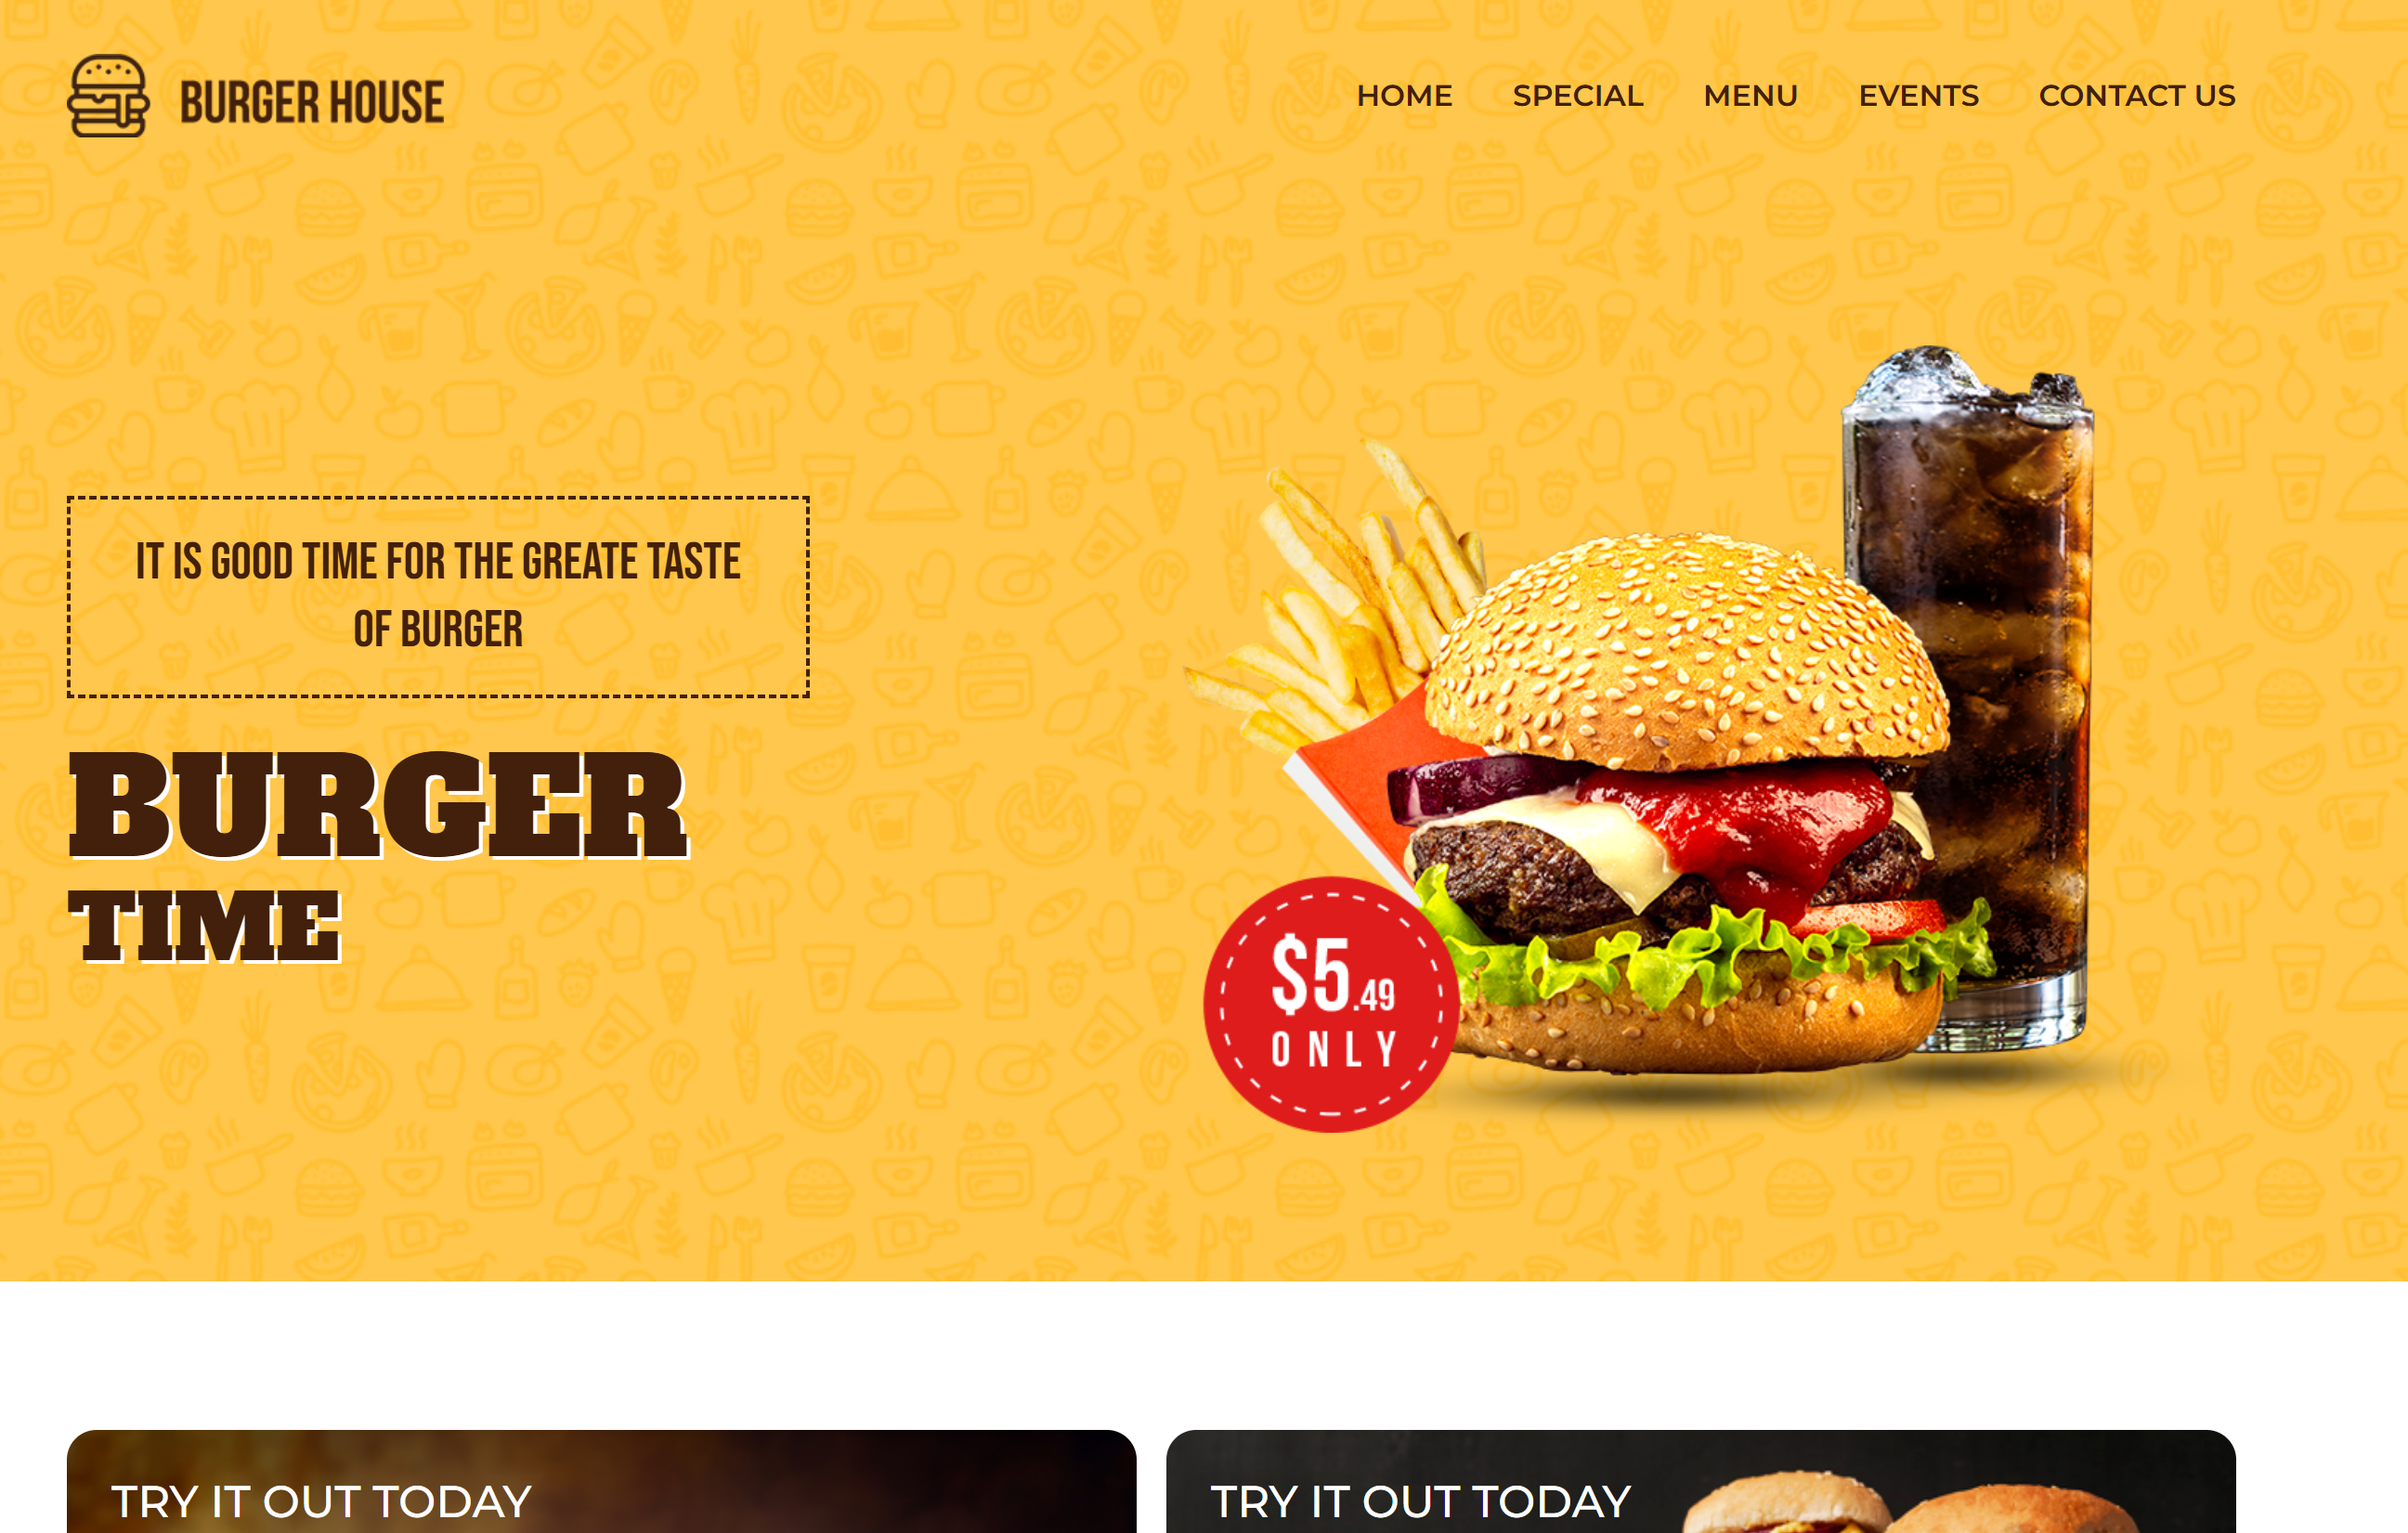 BURGER HOUSE
HOME SPECIAL MENU EVENTS CONTACT US
IT IS GOOD TIME FOR THE GREATE TASTE
OF BURGER
BURGER
TIME
$5.49
ONLY
TRY IT OUT TODAY
TRY IT OUT TODAY